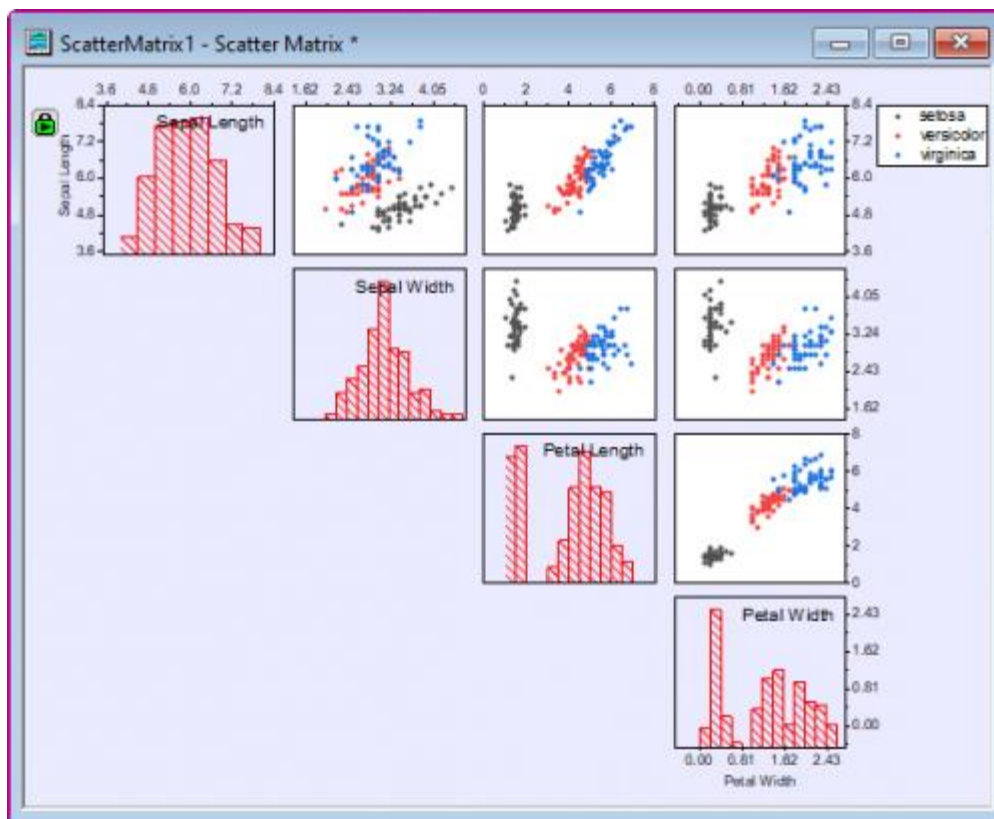 ScatterMatrix1 - Scatter Matrix *
3.6 4.8 6.0 7.2 8.4 1.62 2.43 3.24 4.05 0 2 4 6 8 0.00 0.81 1.62 2.43
8.4
7.2
6.0
4.8
3.6
Sepal Length
Sepal Length
8.4
7.2
6.0
4.8
3.6
setosa
versicolor
virginica
Sepal Width
4.05
3.24
2.43
1.62
Petal Length
8
6
4
2
0
Petal Width
2.43
1.62
0.81
0.00
0.00 0.81 1.62 2.43
Petal Width